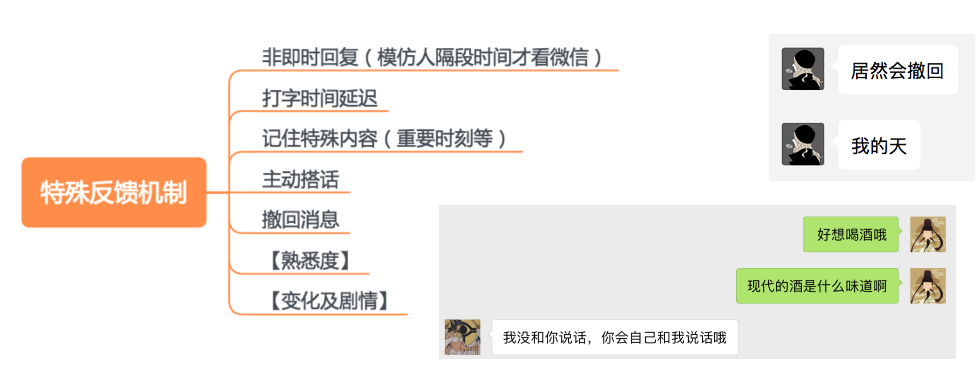 特殊反馈机制
非即时回复（模仿人隔段时间才看微信）
打字时间延迟
记住特殊内容（重要时刻等）
主动搭话
撤回消息
【熟悉度】
【变化及剧情】
居然会撤回
我的天
好想喝酒哦
现代的酒是什么味道啊
我没和你说话，你会自己和我说话哦